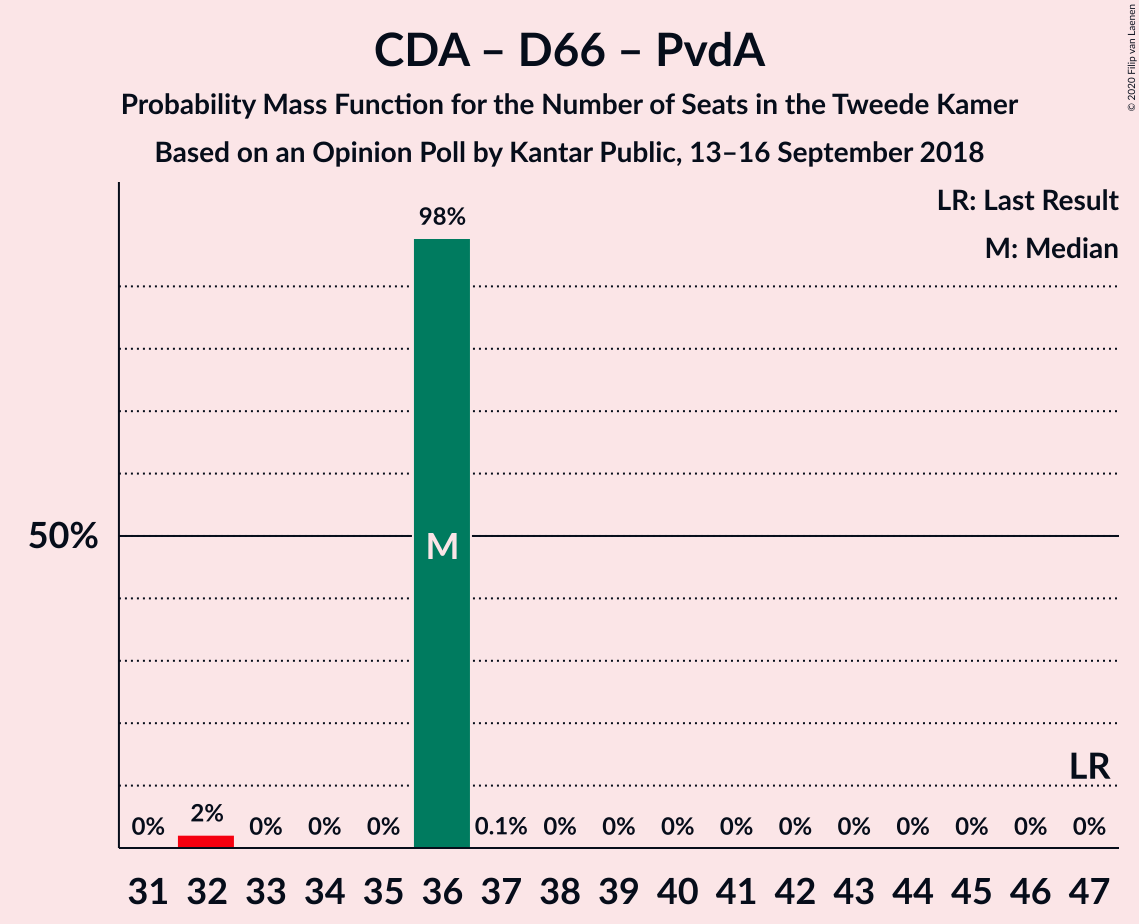 CDA – D66 – PvdA
Probability Mass Function for the Number of Seats in the Tweede Kamer
Based on an Opinion Poll by Kantar Public, 13–16 September 2018
© 2020 Filip van Laenen
LR: Last Result
M: Median
98%
50%
M
LR
0% 2% 0% 0% 0% 0.1% 0% 0% 0% 0% 0% 0% 0% 0% 0% 0%
31 32 33 34 35 36 37 38 39 40 41 42 43 44 45 46 47